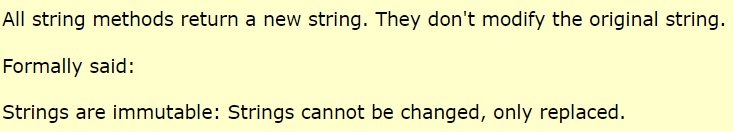 All string methods return a new string. They don't modify the original string.
Formally said:
Strings are immutable: Strings cannot be changed, only replaced.